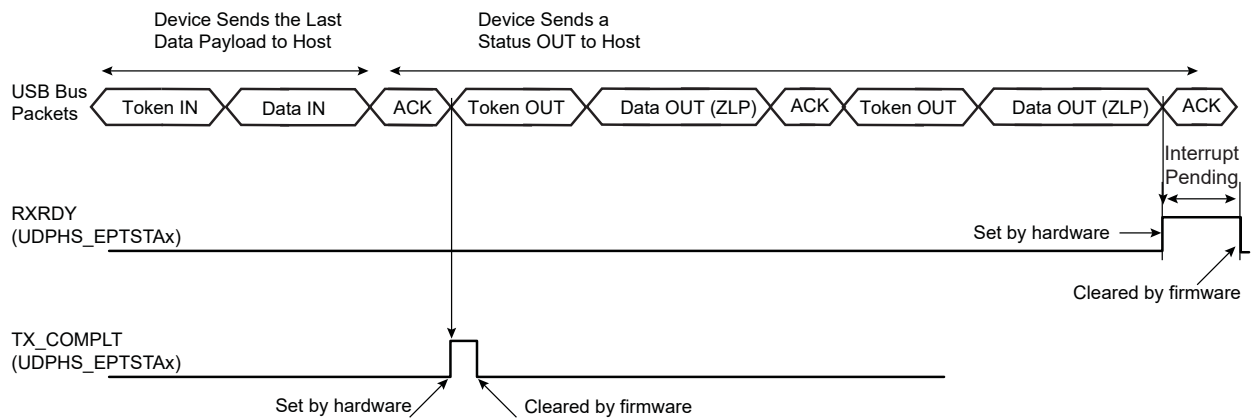 Device Sends the Last
Data Payload to Host
Device Sends a
Status OUT to Host
USB Bus
Packets
Token IN
Data IN
ACK
Token OUT
Data OUT (ZLP)
ACK
Token OUT
Data OUT (ZLP)
ACK
Interrupt
Pending
RXRDY
(UDPHS_EPTSTAx)
Set by hardware
Cleared by firmware
TX_COMPLT
(UDPHS_EPTSTAx)
Set by hardware
Cleared by firmware